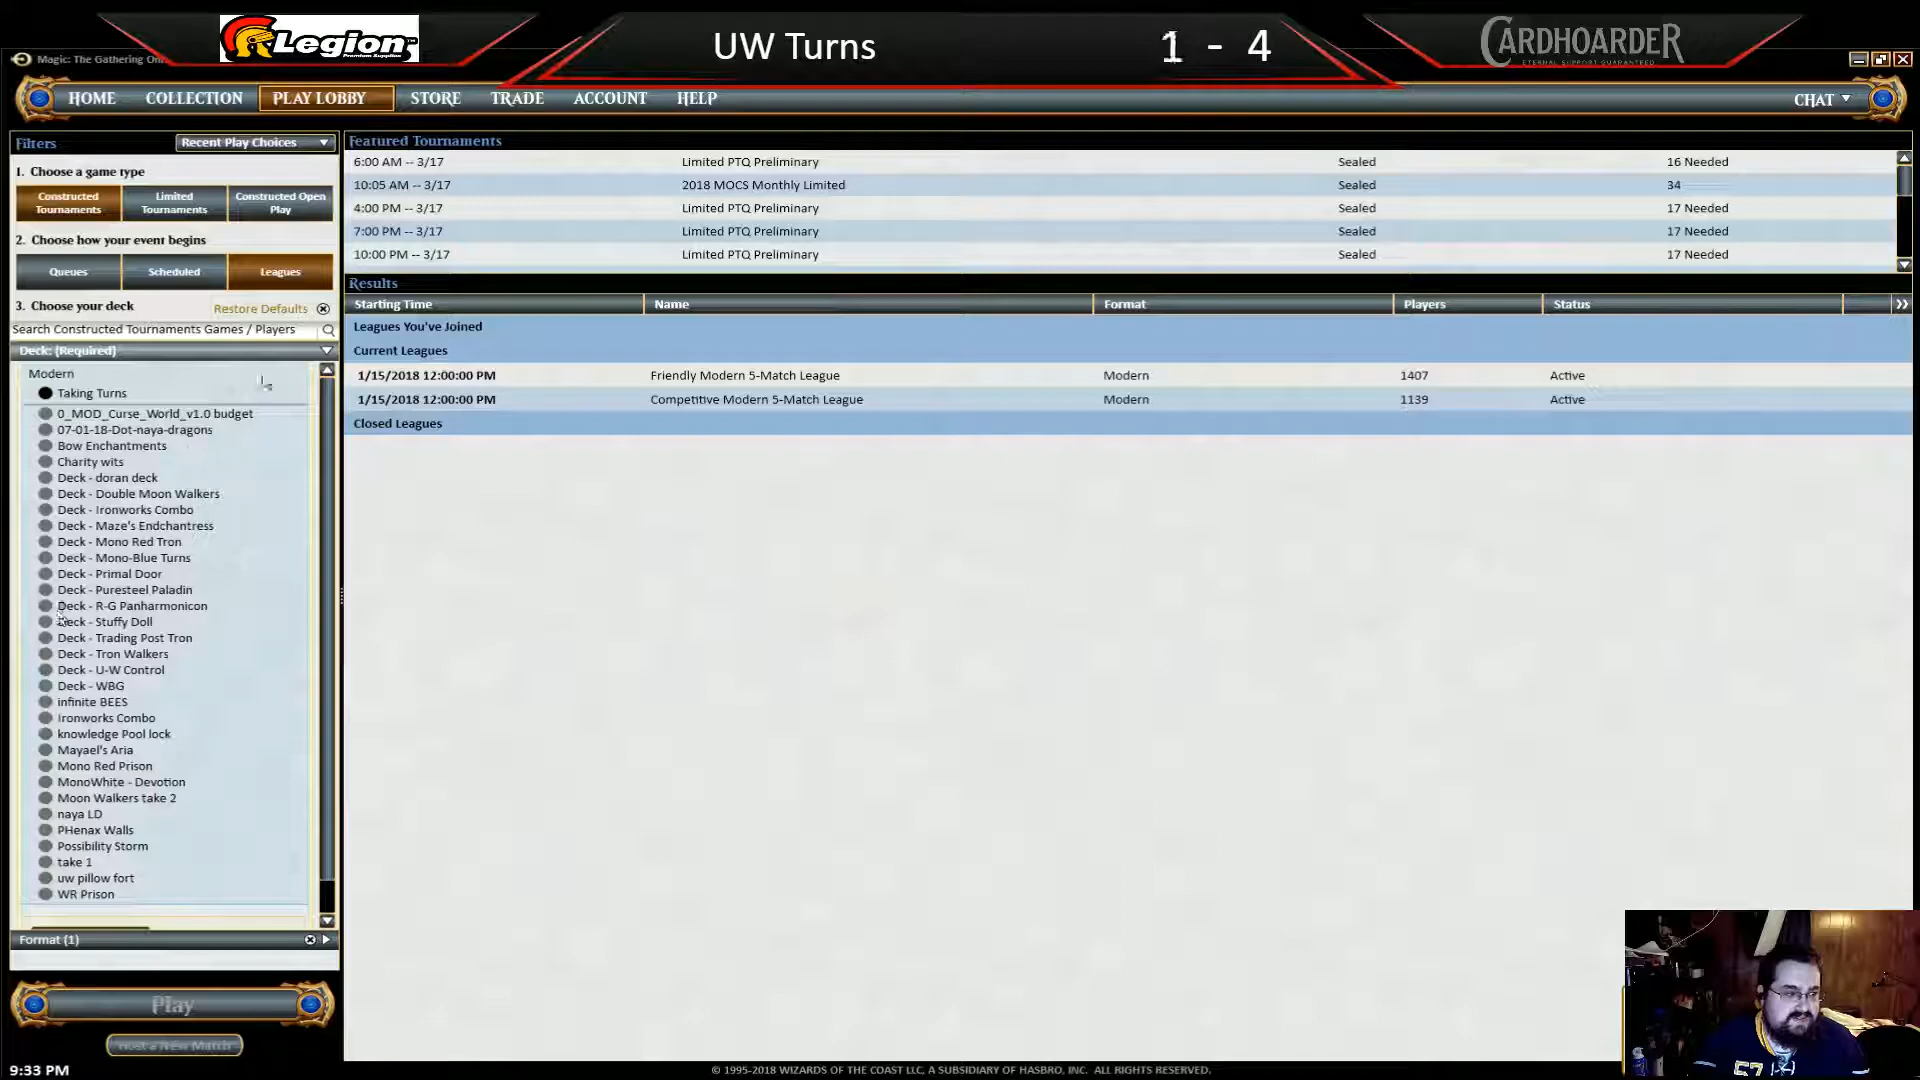 Legion
Premium Supplies
UW Turns
1 - 4
CARDHOARDER
ETERNAL SUPPORT GUARANTEED
Magic: The Gathering On
HOME
COLLECTION
PLAY LOBBY
STORE
TRADE
ACCOUNT
HELP
CHAT
Filters
Recent Play Choices
1. Choose a game type
Constructed Tournaments
Limited Tournaments
Constructed Open Play
2. Choose how your event begins
Queues
Scheduled
Leagues
3. Choose your deck
Restore Defaults
Search Constructed Tournaments Games / Players
Deck: (Required)
Modern
Taking Turns
0_MOD_Curse_World_v1.0 budget
07-01-18-Dot-naya-dragons
Bow Enchantments
Charity wits
Deck - doran deck
Deck - Double Moon Walkers
Deck - Ironworks Combo
Deck - Maze's Endchantress
Deck - Mono Red Tron
Deck - Mono-Blue Turns
Deck - Primal Door
Deck - Puresteel Paladin
Deck - R-G Panharmonicon
Deck - Stuffy Doll
Deck - Trading Post Tron
Deck - Tron Walkers
Deck - U-W Control
Deck - WBG
infinite BEES
Ironworks Combo
knowledge Pool lock
Mayael's Aria
Mono Red Prison
MonoWhite - Devotion
Moon Walkers take 2
naya LD
PHenax Walls
Possibility Storm
take 1
uw pillow fort
WR Prison
Format (1)
Play
Host a New Match
9:33 PM
Featured Tournaments
6:00 AM -- 3/17 Limited PTQ Preliminary Sealed 16 Needed
10:05 AM -- 3/17 2018 MOCS Monthly Limited Sealed 34
4:00 PM -- 3/17 Limited PTQ Preliminary Sealed 17 Needed
7:00 PM -- 3/17 Limited PTQ Preliminary Sealed 17 Needed
10:00 PM -- 3/17 Limited PTQ Preliminary Sealed 17 Needed
Results
Starting Time Name Format Players Status
Leagues You've Joined
Current Leagues
1/15/2018 12:00:00 PM Friendly Modern 5-Match League Modern 1407 Active
1/15/2018 12:00:00 PM Competitive Modern 5-Match League Modern 1139 Active
Closed Leagues
57
© 1995-2018 WIZARDS OF THE COAST LLC, A SUBSIDIARY OF HASBRO, INC. ALL RIGHTS RESERVED.